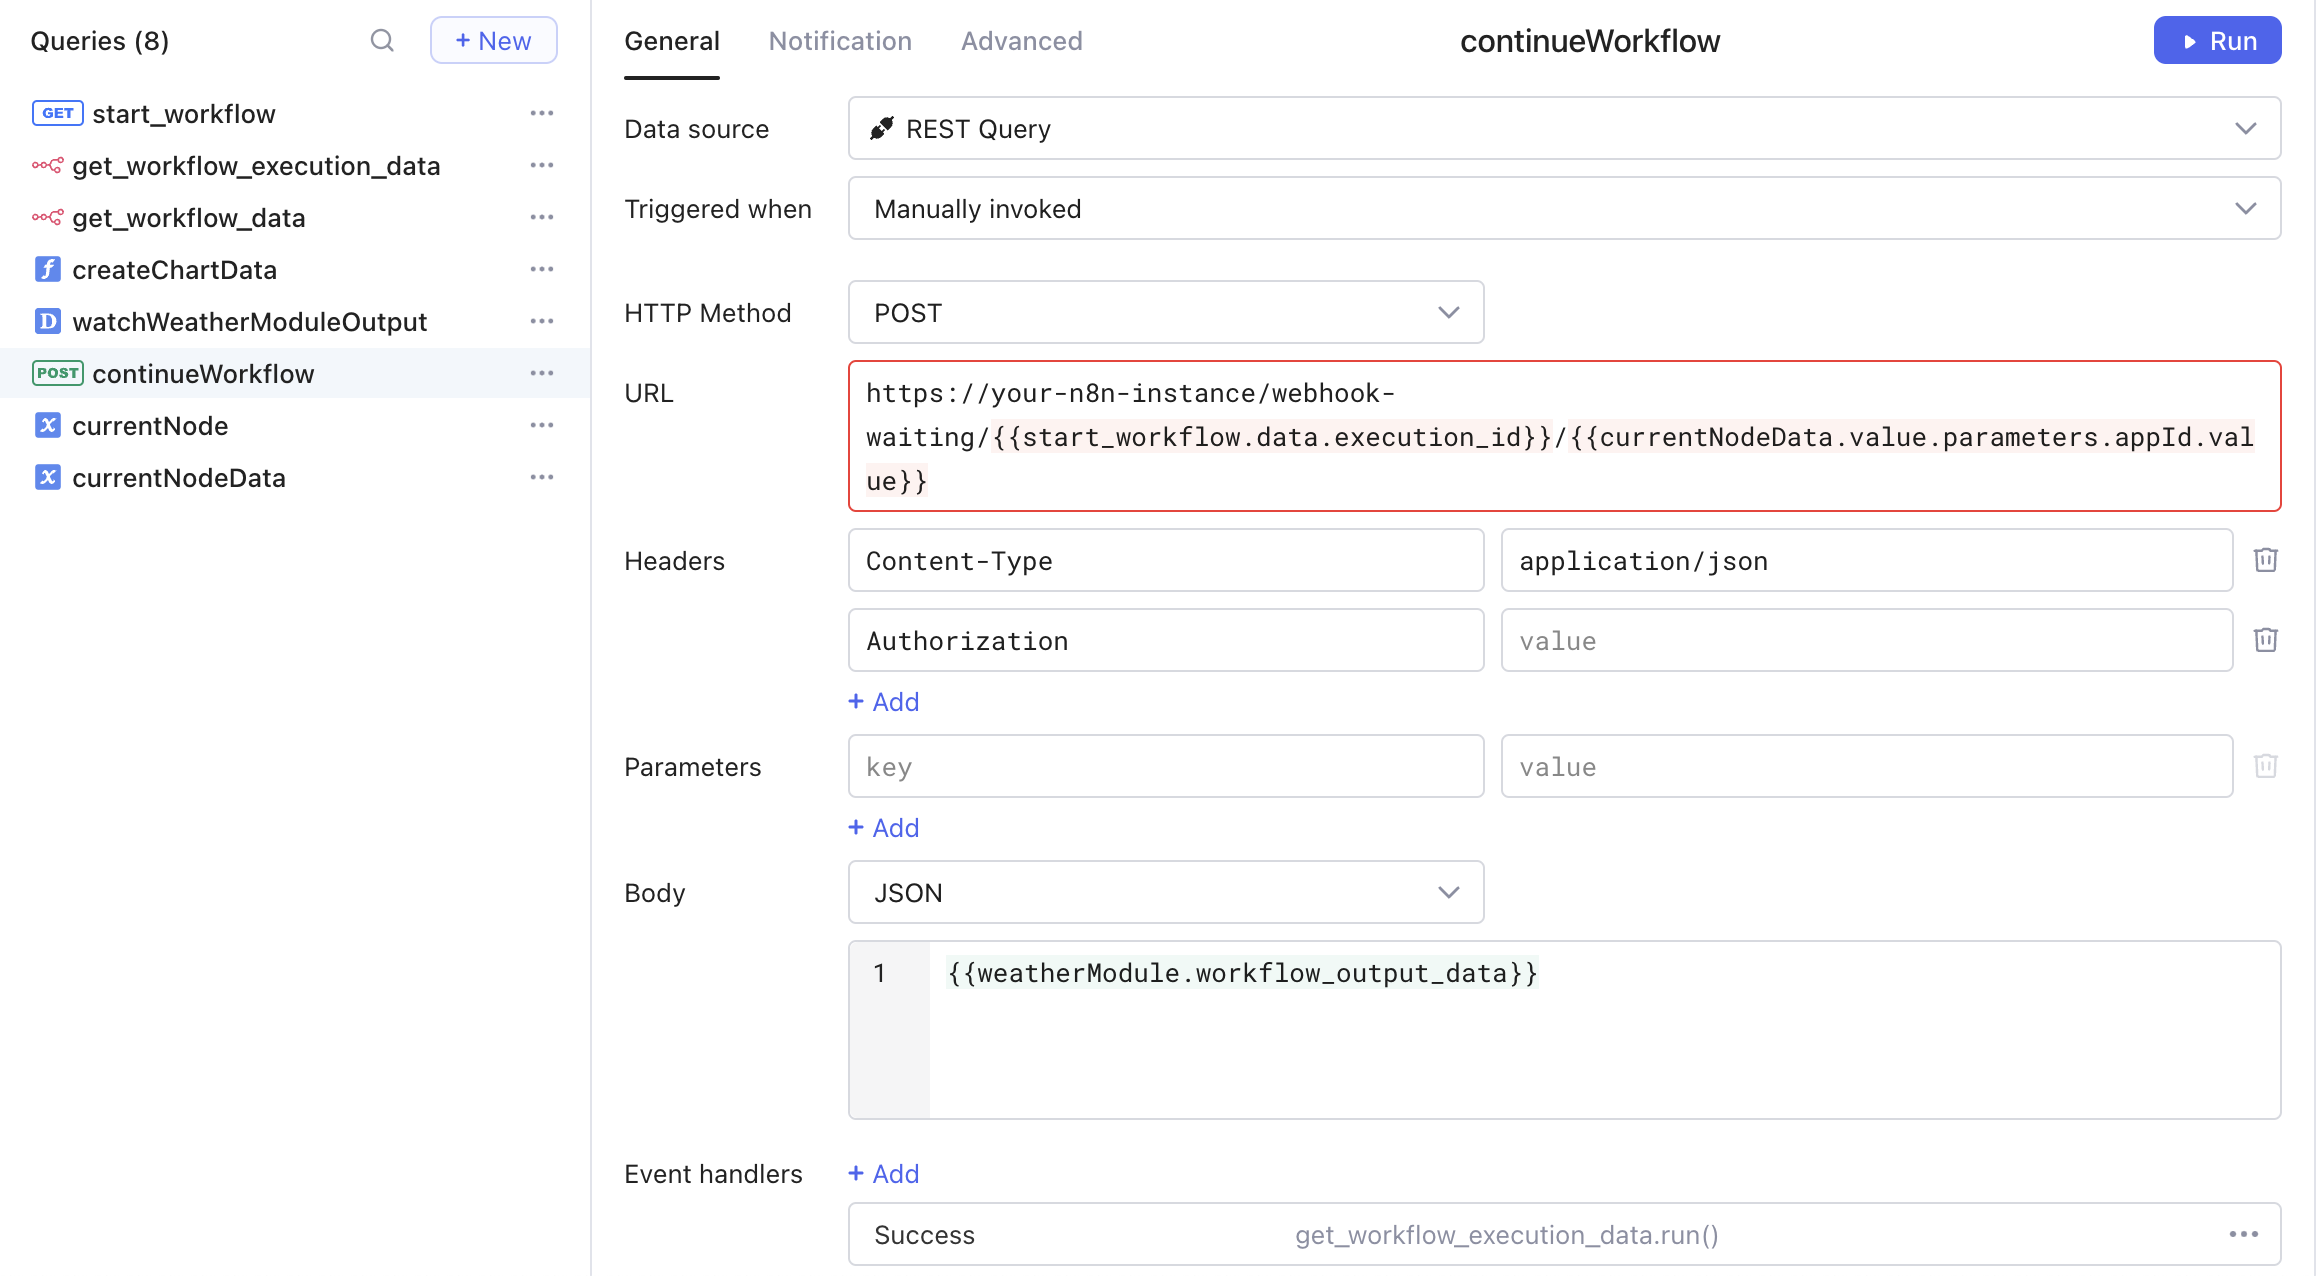 Queries (8)
+ New
GET start_workflow
get_workflow_execution_data
get_workflow_data
f createChartData
D watchWeatherModuleOutput
POST continueWorkflow
x currentNode
x currentNodeData
General Notification Advanced
continueWorkflow
Run
Data source REST Query
Triggered when Manually invoked
HTTP Method POST
URL https://your-n8n-instance/webhook-
waiting/{{start_workflow.data.execution_id}}/{{currentNodeData.value.parameters.appId.val
ue}}
Headers Content-Type application/json
Authorization value
+ Add
Parameters key value
+ Add
Body JSON
1 {{weatherModule.workflow_output_data}}
Event handlers + Add
Success get_workflow_execution_data.run()